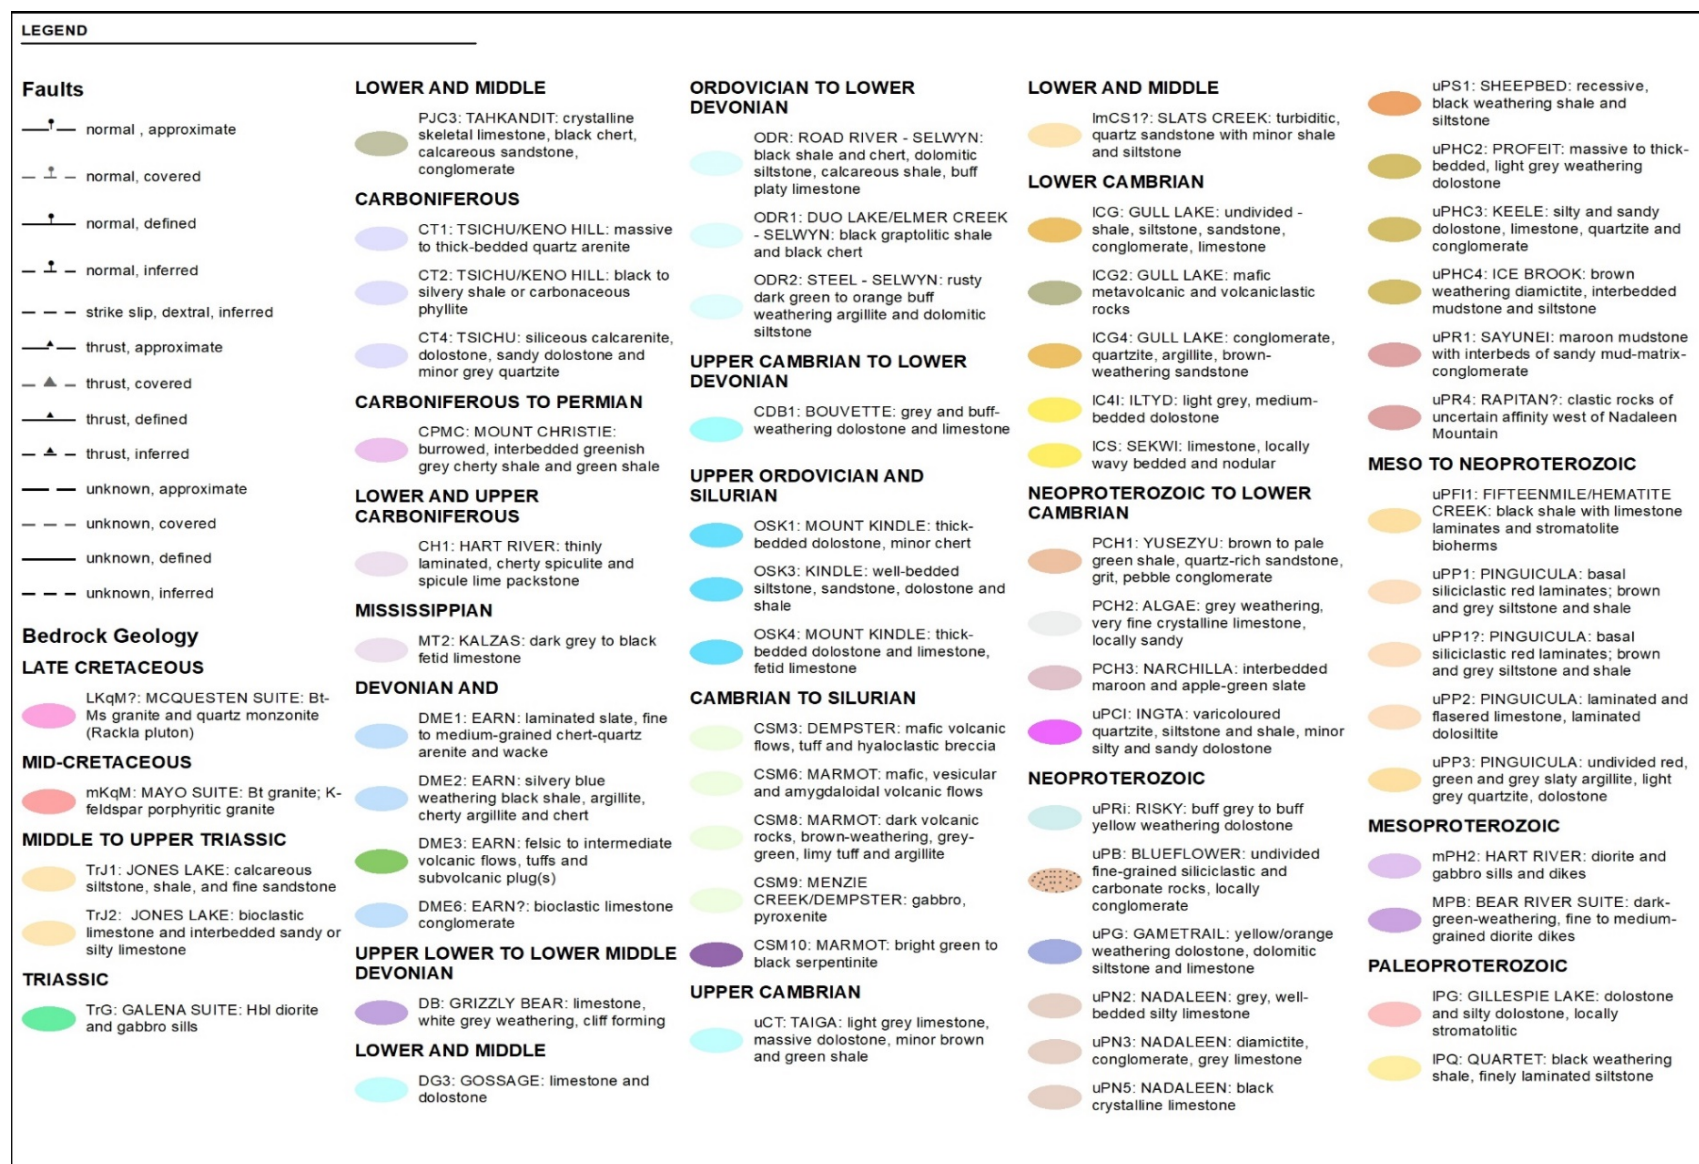 LEGEND
Faults
normal , approximate
normal, covered
normal, defined
normal, inferred
strike slip, dextral, inferred
thrust, approximate
thrust, covered
thrust, defined
thrust, inferred
unknown, approximate
unknown, covered
unknown, defined
unknown, inferred
Bedrock Geology
LATE CRETACEOUS
LKqM?: MCQUESTEN SUITE: Bt-
Ms granite and quartz monzonite
(Rackla pluton)
MID-CRETACEOUS
mKqM: MAYO SUITE: Bt granite; K-
feldspar porphyritic granite
MIDDLE TO UPPER TRIASSIC
TrJ1: JONES LAKE: calcareous
siltstone, shale, and fine sandstone
TrJ2: JONES LAKE: bioclastic
limestone and interbedded sandy or
silty limestone
TRIASSIC
TrG: GALENA SUITE: Hbl diorite
and gabbro sills
LOWER AND MIDDLE
PJC3: TAHKANDIT: crystalline
skeletal limestone, black chert,
calcareous sandstone,
conglomerate
CARBONIFEROUS
CT1: TSICHU/KENO HILL: massive
to thick-bedded quartz arenite
CT2: TSICHU/KENO HILL: black to
silvery shale or carbonaceous
phyllite
CT4: TSICHU: siliceous calcarenite,
dolostone, sandy dolostone and
minor grey quartzite
CARBONIFEROUS TO PERMIAN
CPMC: MOUNT CHRISTIE:
burrowed, interbedded greenish
grey cherty shale and green shale
LOWER AND UPPER
CARBONIFEROUS
CH1: HART RIVER: thinly
laminated, cherty spiculite and
spicule lime packstone
MISSISSIPPIAN
MT2: KALZAS: dark grey to black
fetid limestone
DEVONIAN AND
DME1: EARN: laminated slate, fine
to medium-grained chert-quartz
arenite and wacke
DME2: EARN: silvery blue
weathering black shale, argillite,
cherty argillite and chert
DME3: EARN: felsic to intermediate
volcanic flows, tuffs and
subvolcanic plug(s)
DME6: EARN?: bioclastic limestone
conglomerate
UPPER LOWER TO LOWER MIDDLE
DEVONIAN
DB: GRIZZLY BEAR: limestone,
white grey weathering, cliff forming
LOWER AND MIDDLE
DG3: GOSSAGE: limestone and
dolostone
ORDOVICIAN TO LOWER
DEVONIAN
ODR: ROAD RIVER - SELWYN:
black shale and chert, dolomitic
siltstone, calcareous shale, buff
platy limestone
ODR1: DUO LAKE/ELMER CREEK
- SELWYN: black graptolitic shale
and black chert
ODR2: STEEL - SELWYN: rusty
dark green to orange buff
weathering argillite and dolomitic
siltstone
UPPER CAMBRIAN TO LOWER
DEVONIAN
CDB1: BOUVETTE: grey and buff-
weathering dolostone and limestone
UPPER ORDOVICIAN AND
SILURIAN
OSK1: MOUNT KINDLE: thick-
bedded dolostone, minor chert
OSK3: KINDLE: well-bedded
siltstone, sandstone, dolostone and
shale
OSK4: MOUNT KINDLE: thick-
bedded dolostone and limestone,
fetid limestone
CAMBRIAN TO SILURIAN
CSM3: DEMPSTER: mafic volcanic
flows, tuff and hyaloclastic breccia
CSM6: MARMOT: mafic, vesicular
and amygdaloidal volcanic flows
CSM8: MARMOT: dark volcanic
rocks, brown-weathering, grey-
green, limy tuff and argillite
CSM9: MENZIE
CREEK/DEMPSTER: gabbro,
pyroxenite
CSM10: MARMOT: bright green to
black serpentinite
UPPER CAMBRIAN
uCT: TAIGA: light grey limestone,
massive dolostone, minor brown
and green shale
LOWER AND MIDDLE
lmCS1?: SLATS CREEK: turbiditic,
quartz sandstone with minor shale
and siltstone
LOWER CAMBRIAN
lCG: GULL LAKE: undivided -
shale, siltstone, sandstone,
conglomerate, limestone
lCG2: GULL LAKE: mafic
metavolcanic and volcaniclastic
rocks
lCG4: GULL LAKE: conglomerate,
quartzite, argillite, brown-
weathering sandstone
lC4I: ILTYD: light grey, medium-
bedded dolostone
lCS: SEKWI: limestone, locally
wavy bedded and nodular
NEOPROTEROZOIC TO LOWER
CAMBRIAN
PCH1: YUSEZYU: brown to pale
green shale, quartz-rich sandstone,
grit, pebble conglomerate
PCH2: ALGAE: grey weathering,
very fine crystalline limestone,
locally sandy
PCH3: NARCHILLA: interbedded
maroon and apple-green slate
uPCI: INGTA: varicoloured
quartzite, siltstone and shale, minor
silty and sandy dolostone
NEOPROTEROZOIC
uPRi: RISKY: buff grey to buff
yellow weathering dolostone
uPB: BLUEFLOWER: undivided
fine-grained siliciclastic and
carbonate rocks, locally
conglomerate
uPG: GAMETRAIL: yellow/orange
weathering dolostone, dolomitic
siltstone and limestone
uPN2: NADALEEN: grey, well-
bedded silty limestone
uPN3: NADALEEN: diamictite,
conglomerate, grey limestone
uPN5: NADALEEN: black
crystalline limestone
uPS1: SHEEPBED: recessive,
black weathering shale and
siltstone
uPHC2: PROFEIT: massive to thick-
bedded, light grey weathering
dolostone
uPHC3: KEELE: silty and sandy
dolostone, limestone, quartzite and
conglomerate
uPHC4: ICE BROOK: brown
weathering diamictite, interbedded
mudstone and siltstone
uPR1: SAYUNEI: maroon mudstone
with interbeds of sandy mud-matrix-
conglomerate
uPR4: RAPITAN?: clastic rocks of
uncertain affinity west of Nadaleen
Mountain
MESO TO NEOPROTEROZOIC
uPFI1: FIFTEENMILE/HEMATITE
CREEK: black shale with limestone
laminates and stromatolite
bioherms
uPP1: PINGUICULA: basal
siliciclastic red laminates; brown
and grey siltstone and shale
uPP1?: PINGUICULA: basal
siliciclastic red laminates; brown
and grey siltstone and shale
uPP2: PINGUICULA: laminated and
flasered limestone, laminated
dolosiltite
uPP3: PINGUICULA: undivided red,
green and grey slaty argillite, light
grey quartzite, dolostone
MESOPROTEROZOIC
mPH2: HART RIVER: diorite and
gabbro sills and dikes
MPB: BEAR RIVER SUITE: dark-
green-weathering, fine to medium-
grained diorite dikes
PALEOPROTEROZOIC
lPG: GILLESPIE LAKE: dolostone
and silty dolostone, locally
stromatolitic
lPQ: QUARTET: black weathering
shale, finely laminated siltstone